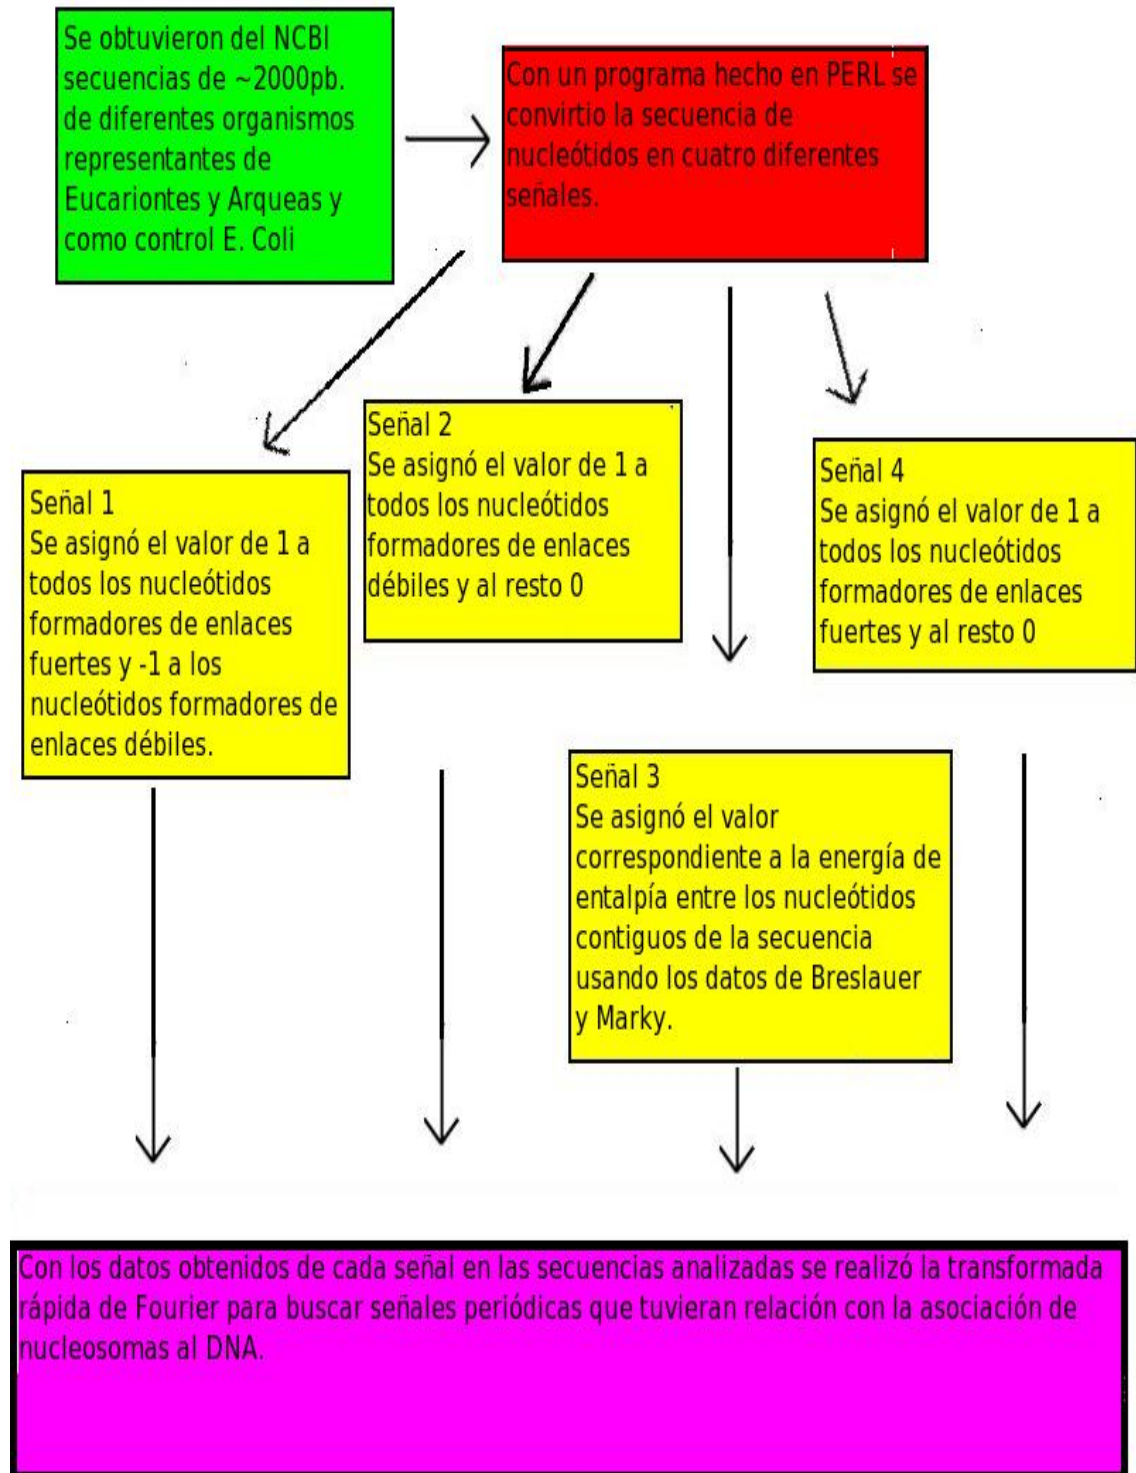 Se obtuvieron del NCBI
secuencias de ~2000pb.
de diferentes organismos
representantes de
Eucariontes y Arqueas y
como control E. Coli
Con un programa hecho en PERL se
convirtio la secuencia de
nucleótidos en cuatro diferentes
señales.
Señal 1
Se asignó el valor de 1 a
todos los nucleótidos
formadores de enlaces
fuertes y -1 a los
nucleótidos formadores de
enlaces débiles.
Señal 2
Se asignó el valor de 1 a
todos los nucleótidos
formadores de enlaces
débiles y al resto 0
Señal 3
Se asignó el valor
correspondiente a la energía de
entalpía entre los nucleótidos
contiguos de la secuencia
usando los datos de Breslauer
y Marky.
Señal 4
Se asignó el valor de 1 a
todos los nucleótidos
formadores de enlaces
fuertes y al resto 0
Con los datos obtenidos de cada señal en las secuencias analizadas se realizó la transformada
rápida de Fourier para buscar señales periódicas que tuvieran relación con la asociación de
nucleosomas al DNA.